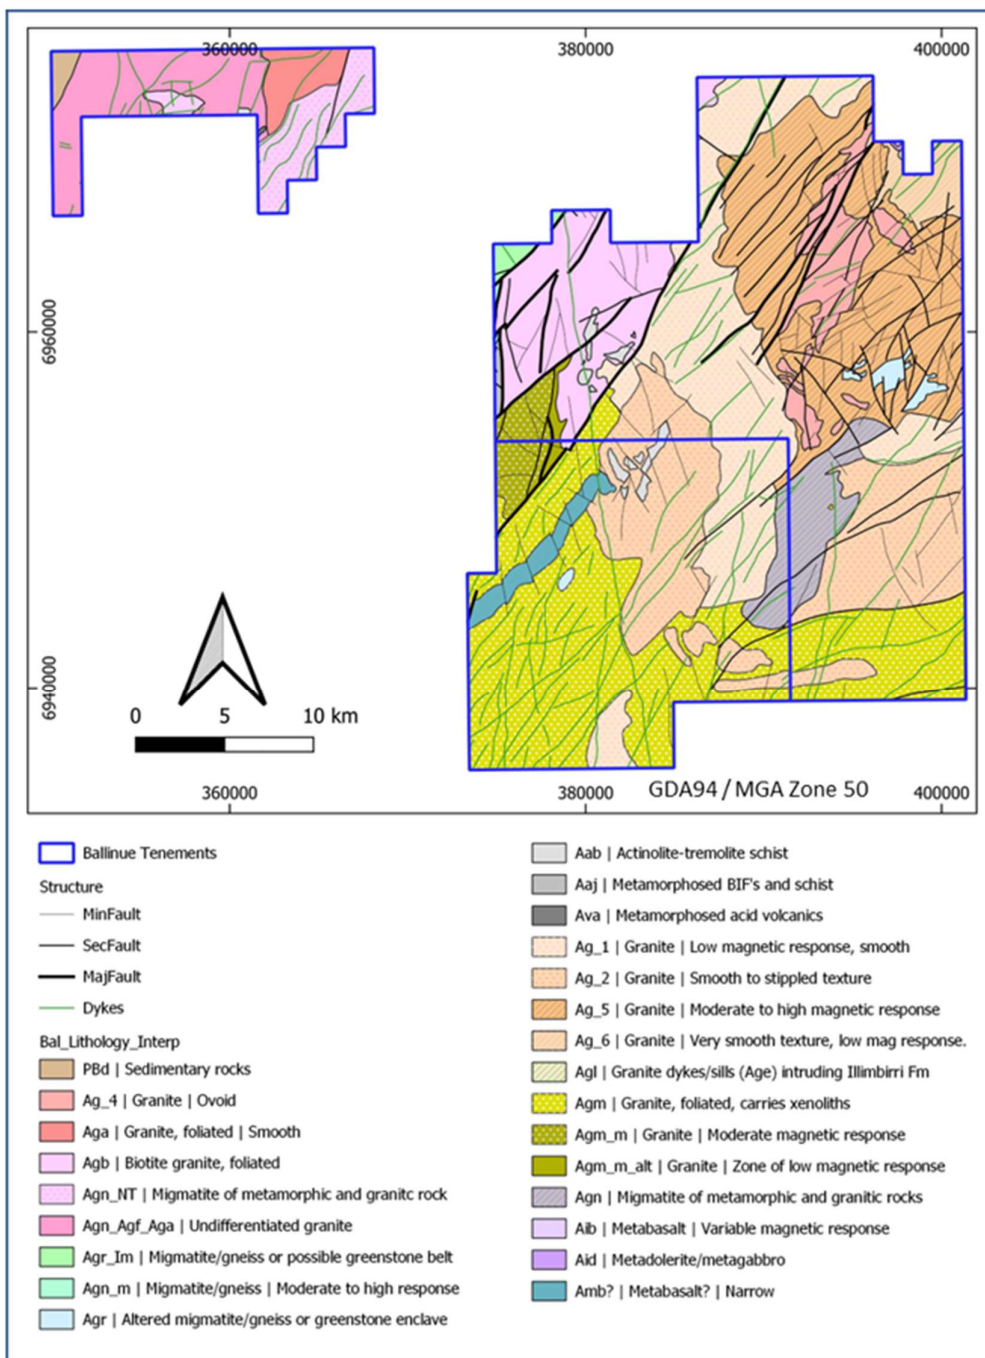 360000 380000 400000
6960000
6940000
0 5 10 km
GDA94 / MGA Zone 50
360000 380000 400000
Ballinue Tenements
Structure
MinFault
SecFault
MajFault
Dykes
Bal_Lithology_Interp
PBd | Sedimentary rocks
Ag_4 | Granite | Ovoid
Aga | Granite, foliated | Smooth
Agb | Biotite granite, foliated
Agn_NT | Migmatite of metamorphic and granitc rock
Agn_Agf_Aga | Undifferentiated granite
Agr_Im | Migmatite/gneiss or possible greenstone belt
Agn_m | Migmatite/gneiss | Moderate to high response
Agr | Altered migmatite/gneiss or greenstone enclave
Aab | Actinolite-tremolite schist
Aaj | Metamorphosed BIF's and schist
Ava | Metamorphosed acid volcanics
Ag_1 | Granite | Low magnetic response, smooth
Ag_2 | Granite | Smooth to stippled texture
Ag_5 | Granite | Moderate to high magnetic response
Ag_6 | Granite | Very smooth texture, low mag response.
Agl | Granite dykes/sills (Age) intruding Illimbirri Fm
Agm | Granite, foliated, carries xenoliths
Agm_m | Granite | Moderate magnetic response
Agm_m_alt | Granite | Zone of low magnetic response
Agn | Migmatite of metamorphic and granitic rocks
Aib | Metabasalt | Variable magnetic response
Aid | Metadolerite/metagabbro
Amb? | Metabasalt? | Narrow